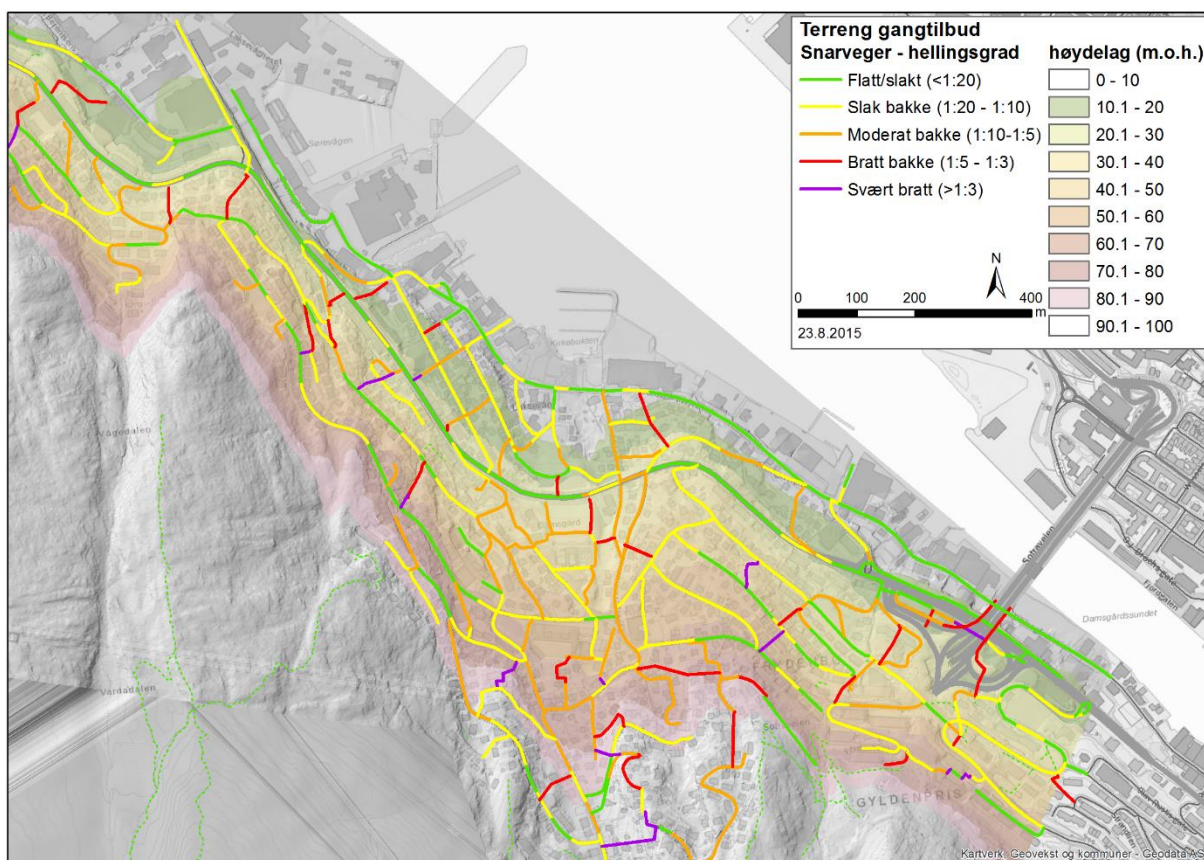 Terreng gangtilbud
Snarveger - hellingsgrad
Flatt/slakt (<1:20)
Slak bakke (1:20 - 1:10)
Moderat bakke (1:10-1:5)
Bratt bakke (1:5 - 1:3)
Svært bratt (>1:3)
høydelag (m.o.h.)
0 - 10
10.1 - 20
20.1 - 30
30.1 - 40
40.1 - 50
50.1 - 60
60.1 - 70
70.1 - 80
80.1 - 90
90.1 - 100
N
0 100 200 400
m
23.8.2015
Kirkebukten
Damsgård
Sotraveien
Damsgårdssundet
Vardadalen
GYLDENPRIS
Kartverk, Geovekst og kommuner - Geodata AS